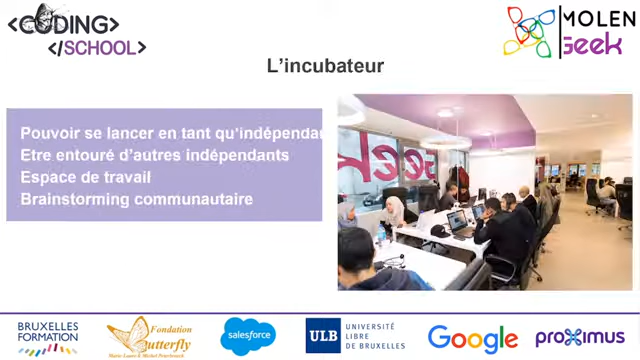 <CODING
</SCHOOL>
MOLEN
Geek
L'incubateur
Pouvoir se lancer en tant qu'indépendan
Etre entouré d'autres indépendants
Espace de travail
Brainstorming communautaire
BRUXELLES
FORMATION
Fondation
Butterfly
salesforce
ULB
UNIVERSITÉ
LIBRE
DE BRUXELLES
Google
proximus